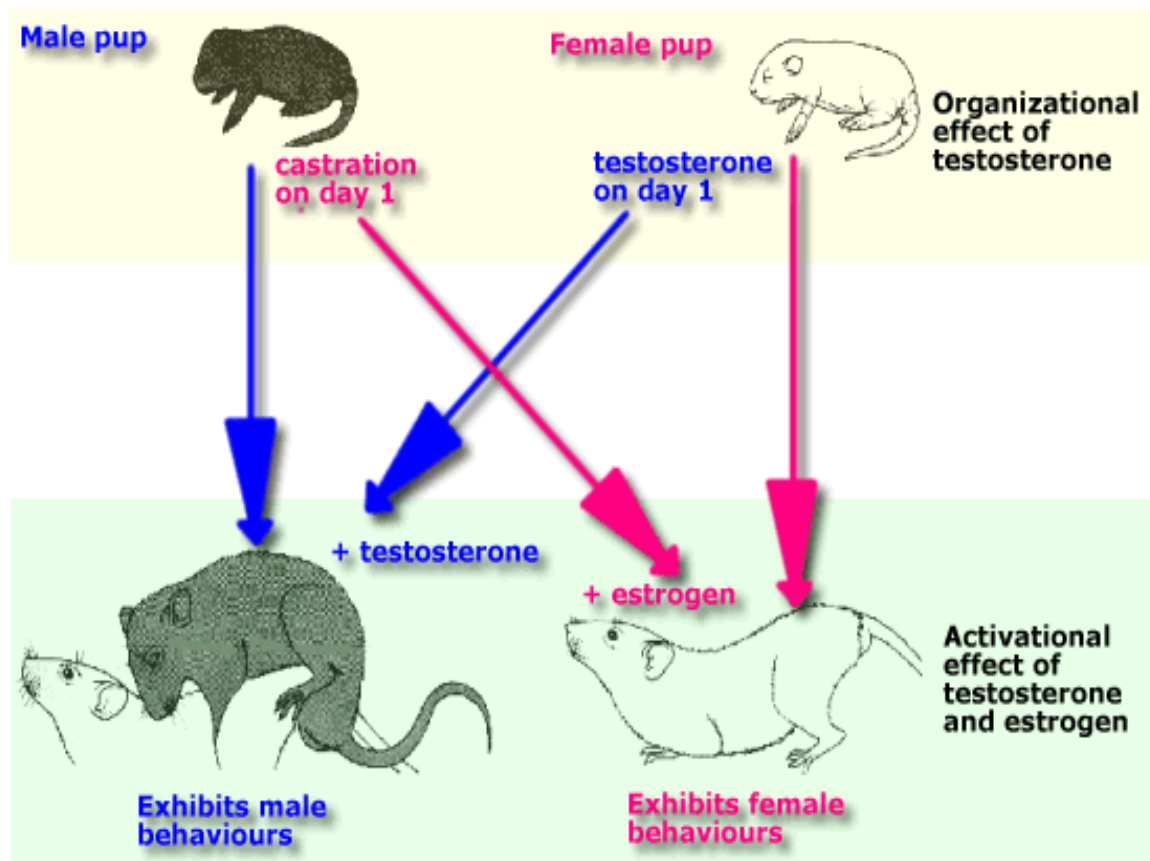 Male pup
Female pup
Organizational
effect of
testosterone
castration
on day 1
testosterone
on day 1
+ testosterone
+ estrogen
Activational
effect of
testosterone
and estrogen
Exhibits male
behaviours
Exhibits female
behaviours